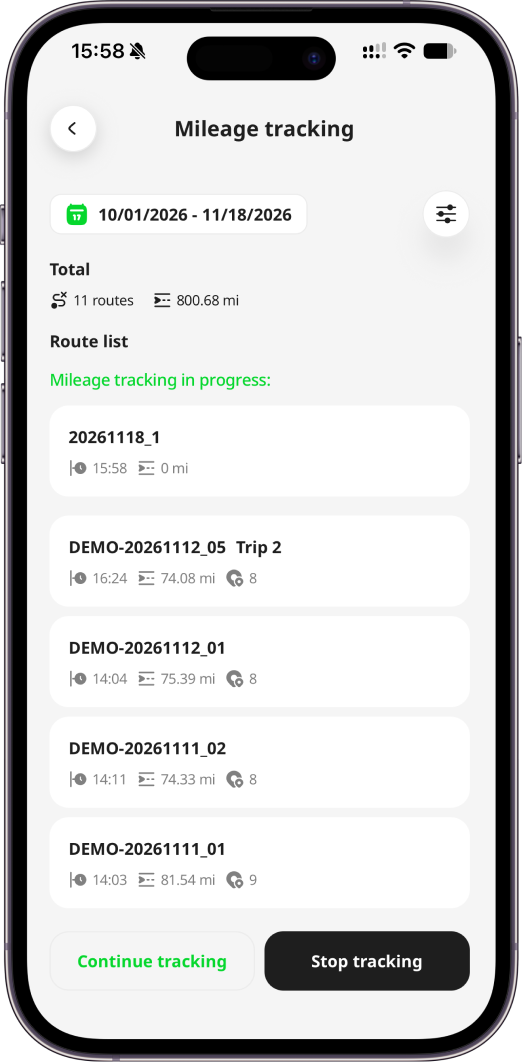 15:58
Mileage tracking
17 10/01/2026 - 11/18/2026
Total
11 routes 800.68 mi
Route list
Mileage tracking in progress:
20261118_1
15:58 0 mi
DEMO-20261112_05 Trip 2
16:24 74.08 mi 8
DEMO-20261112_01
14:04 75.39 mi 8
DEMO-20261111_02
14:11 74.33 mi 8
DEMO-20261111_01
14:03 81.54 mi 9
Continue tracking Stop tracking